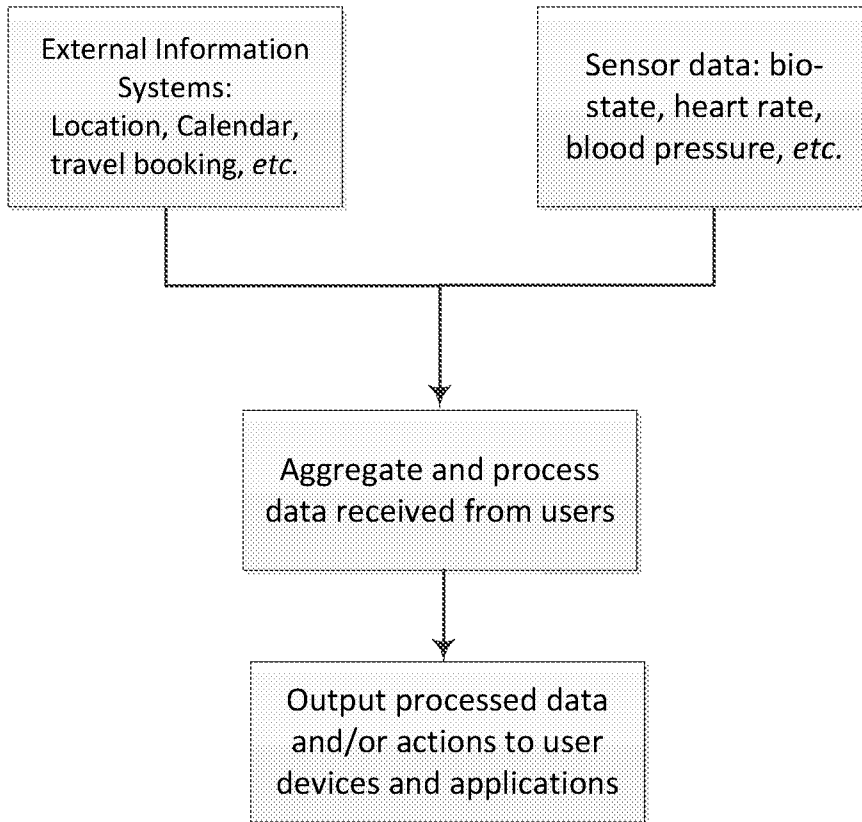 External Information
Systems:
Location, Calendar,
travel booking, etc.
Sensor data: bio-
state, heart rate,
blood pressure, etc.
Aggregate and process
data received from users
Output processed data
and/or actions to user
devices and applications